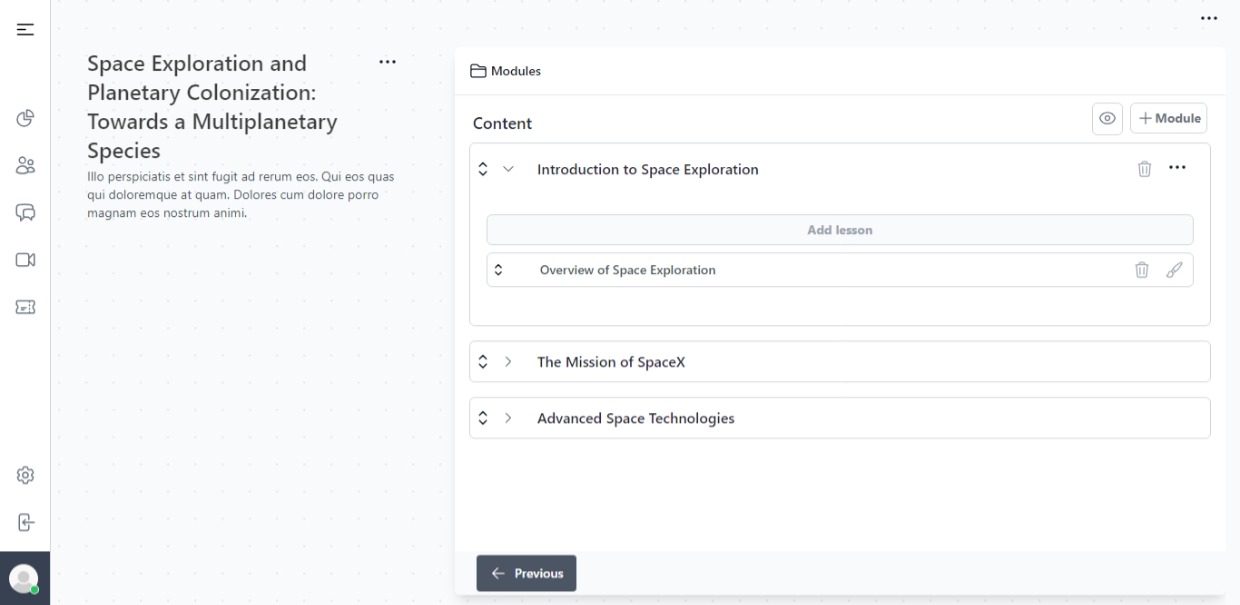 Space Exploration and
Planetary Colonization:
Towards a Multiplanetary
Species
Illo perspiciatis et sint fugit ad rerum eos. Qui eos quas
qui doloremque at quam. Dolores cum dolore porro
magnam eos nostrum animi.
Modules
Content
Module
Introduction to Space Exploration
Add lesson
Overview of Space Exploration
The Mission of SpaceX
Advanced Space Technologies
Previous